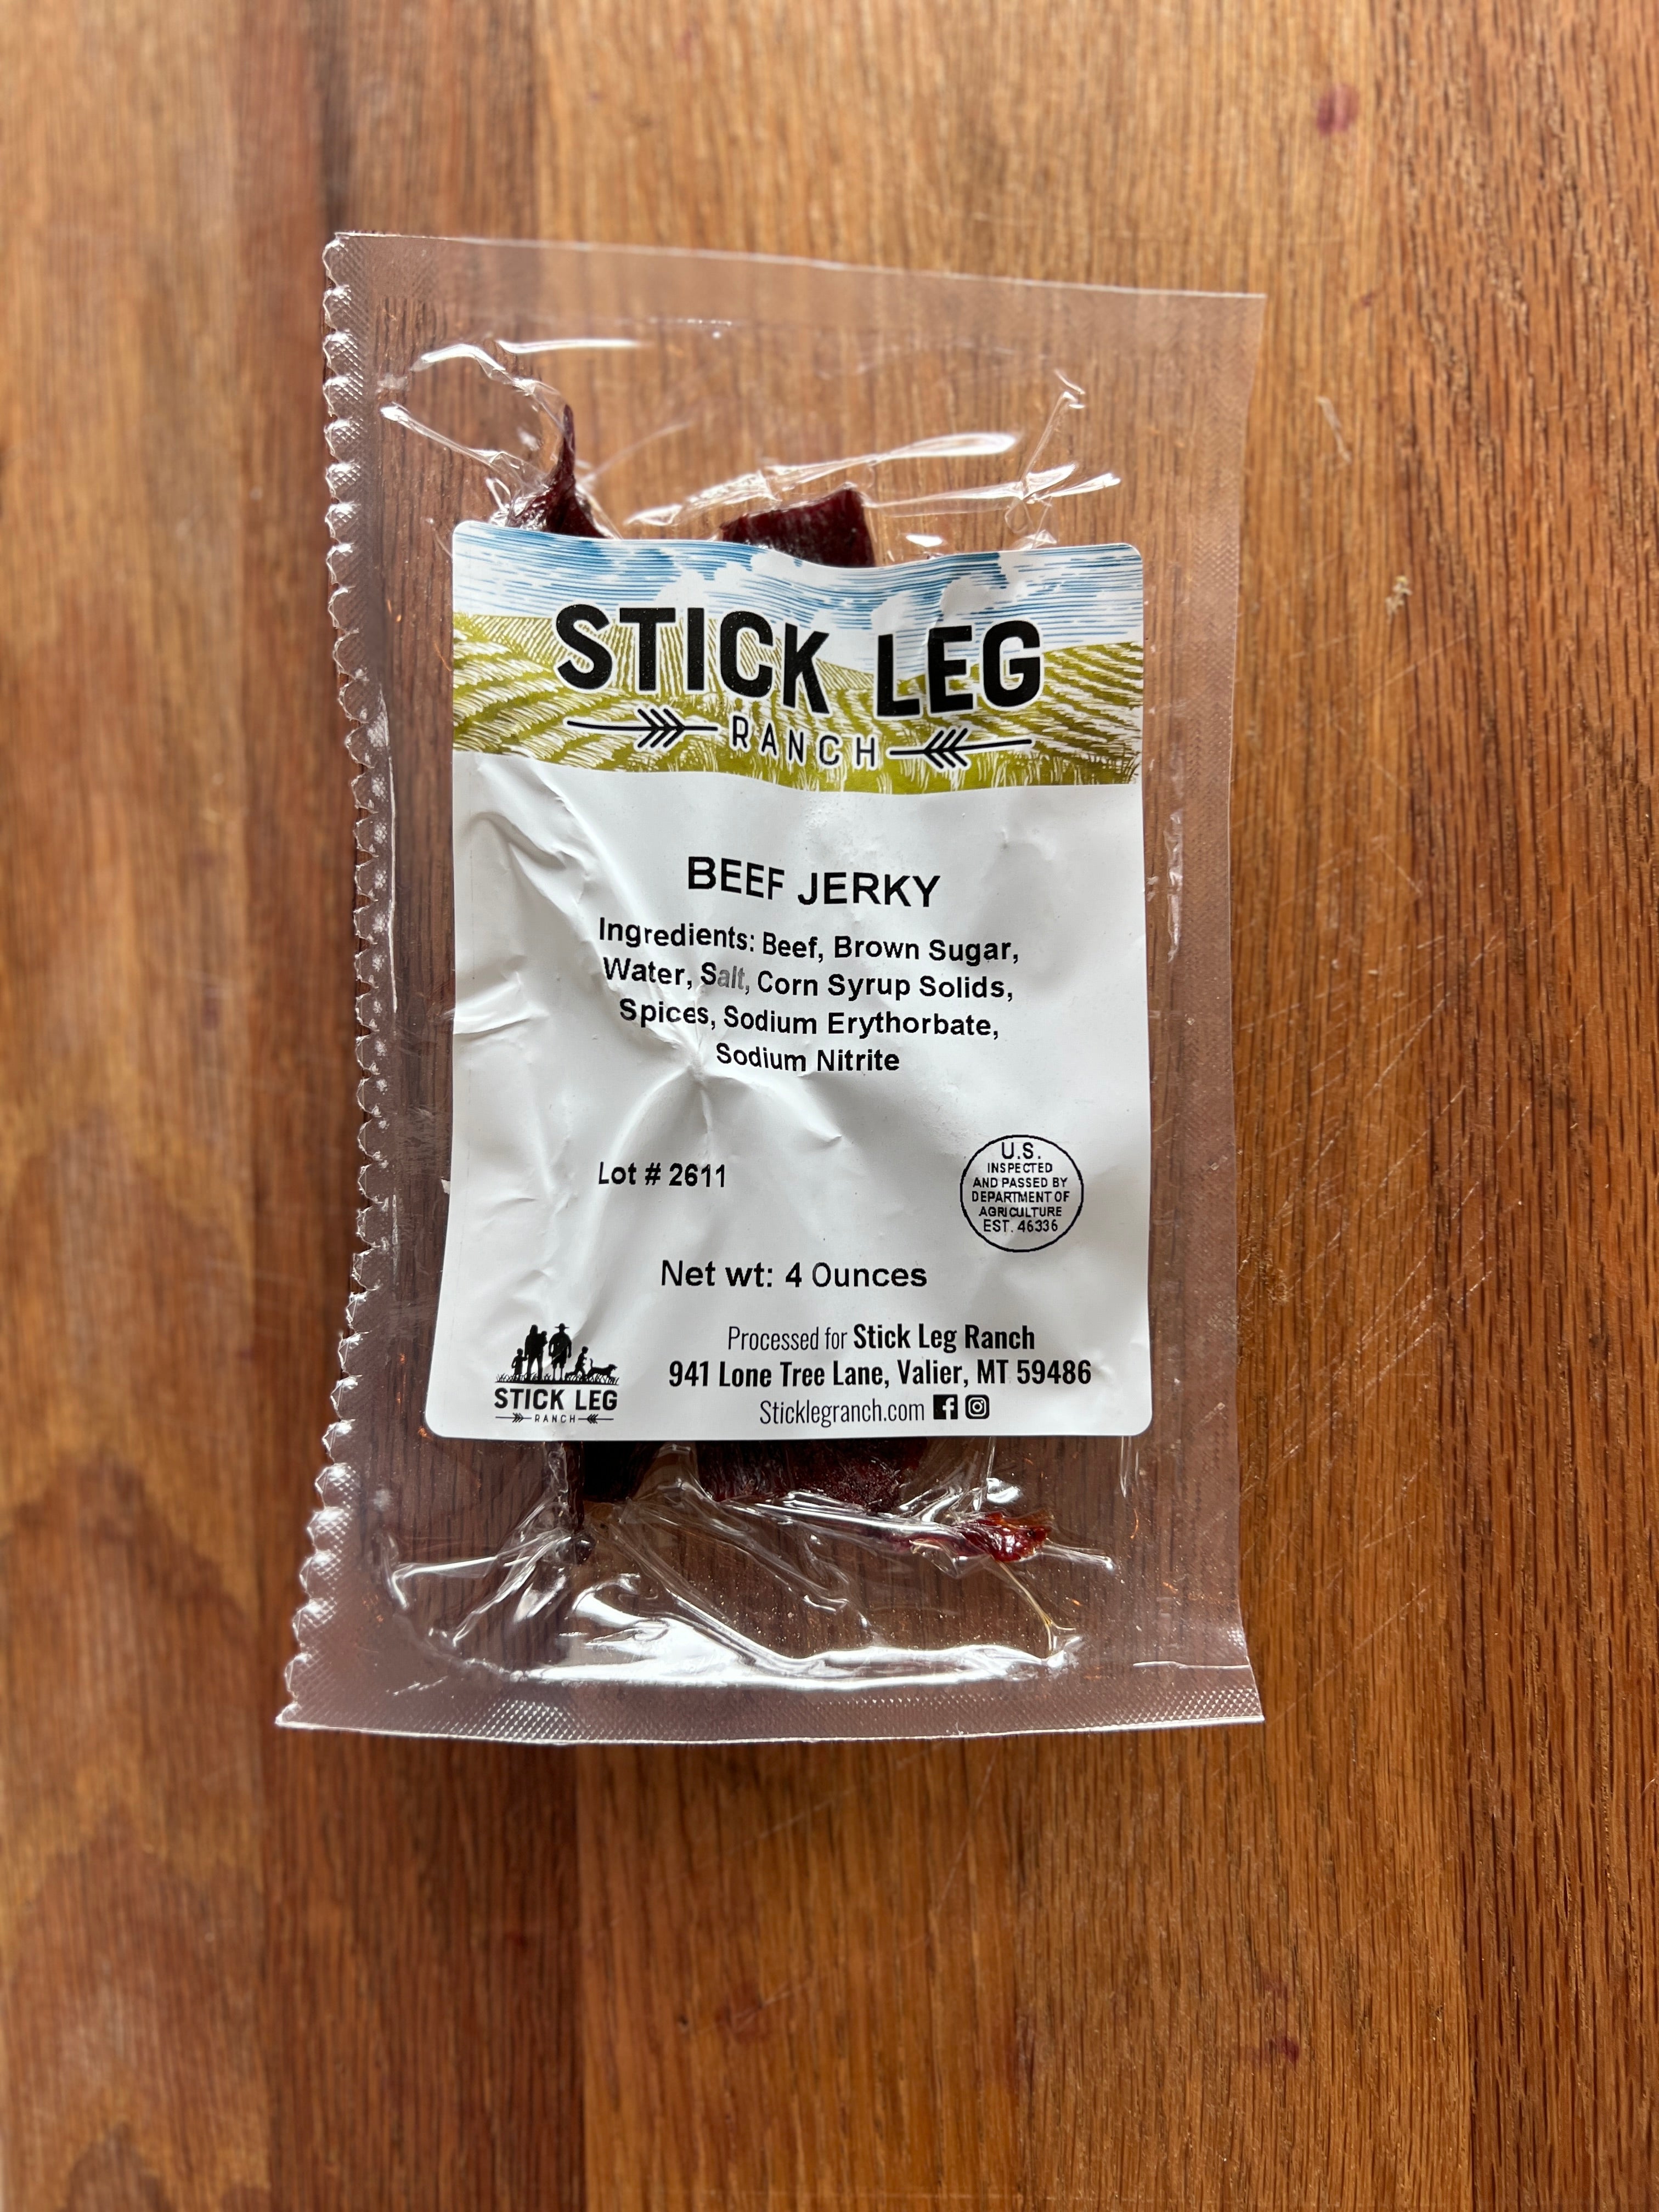 STICK LEG
RANCH
BEEF JERKY
Ingredients: Beef, Brown Sugar,
Water, Salt, Corn Syrup Solids,
Spices, Sodium Erythorbate,
Sodium Nitrite
Lot # 2611
U.S.
INSPECTED
AND PASSED BY
DEPARTMENT OF
AGRICULTURE
EST. 46336
Net wt: 4 Ounces
STICK LEG
RANCH
Processed for Stick Leg Ranch
941 Lone Tree Lane, Valier, MT 59486
Sticklegranch.com